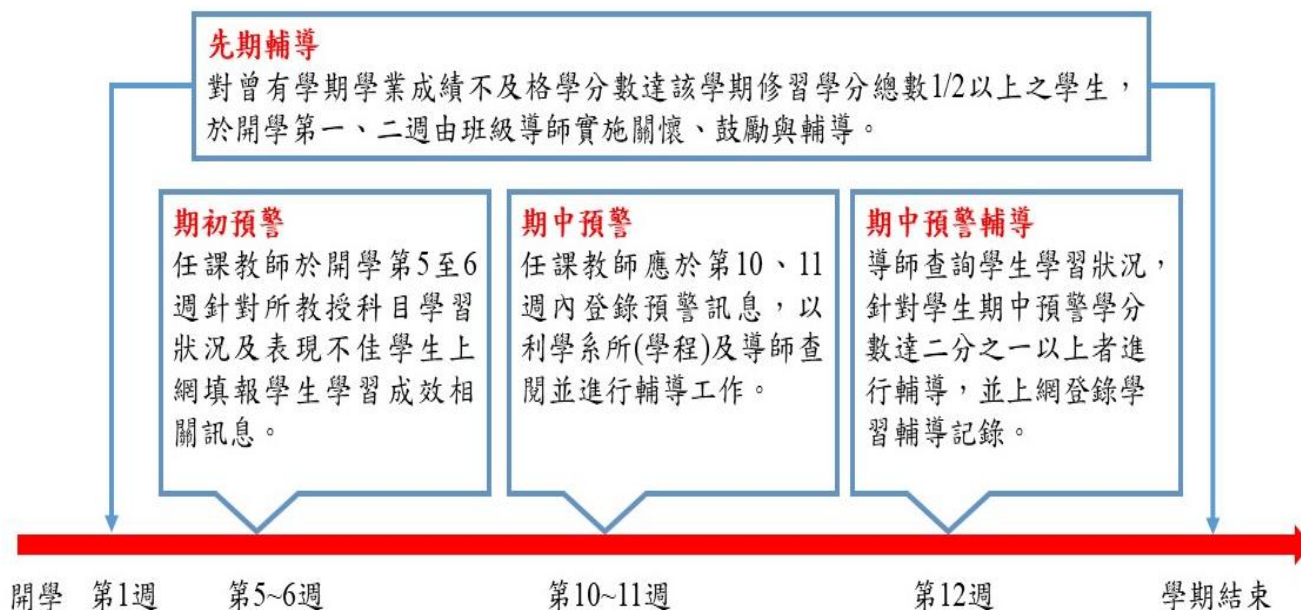 先期輔導
對曾有學期學業成績不及格學分數達該學期修習學分總數1/2以上之學生，
於開學第一、二週由班級導師實施關懷、鼓勵與輔導。
期初預警
任課教師於開學第5至6
週針對所教授科目學習
狀況及表現不佳學生上
網填報學生學習成效相
關訊息。
期中預警
任課教師應於第10、11
週內登錄預警訊息，以
利學系所(學程)及導師查
閱並進行輔導工作。
期中預警輔導
導師查詢學生學習狀況，
針對學生期中預警學分
數達二分之一以上者進
行輔導，並上網登錄學
習輔導記錄。
開學 第1週 第5~6週 第10~11週 第12週 學期結束